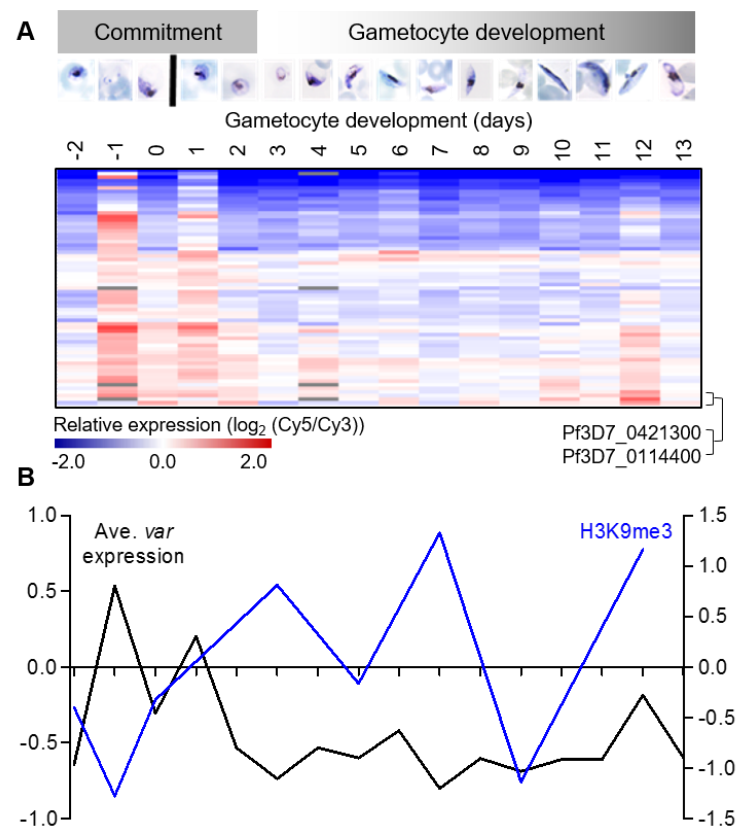 A
Commitment
Gametocyte development
Gametocyte development (days)
-2 -1 0 1 2 3 4 5 6 7 8 9 10 11 12 13
Relative expression (log2 (Cy5/Cy3))
-2.0 0.0 2.0
Pf3D7_0421300
Pf3D7_0114400
B
1.0 1.5
Ave. var
expression
H3K9me3
1.0
0.5 0.5
0.0 0.0
-0.5 -0.5
-1.0
-1.0 -1.5